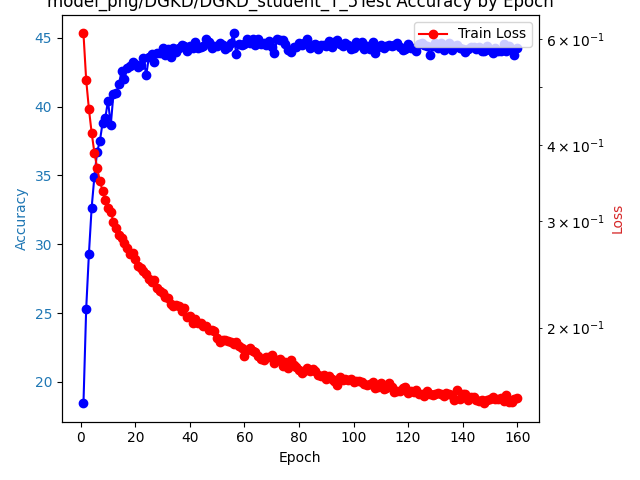 model_png/DGKD/DGKD_student_T_5Test Accuracy by Epoch
Train Loss
45
40
35
30
25
20
Accuracy
6 × 10⁻¹
4 × 10⁻¹
3 × 10⁻¹
2 × 10⁻¹
Loss
0 20 40 60 80 100 120 140 160
Epoch